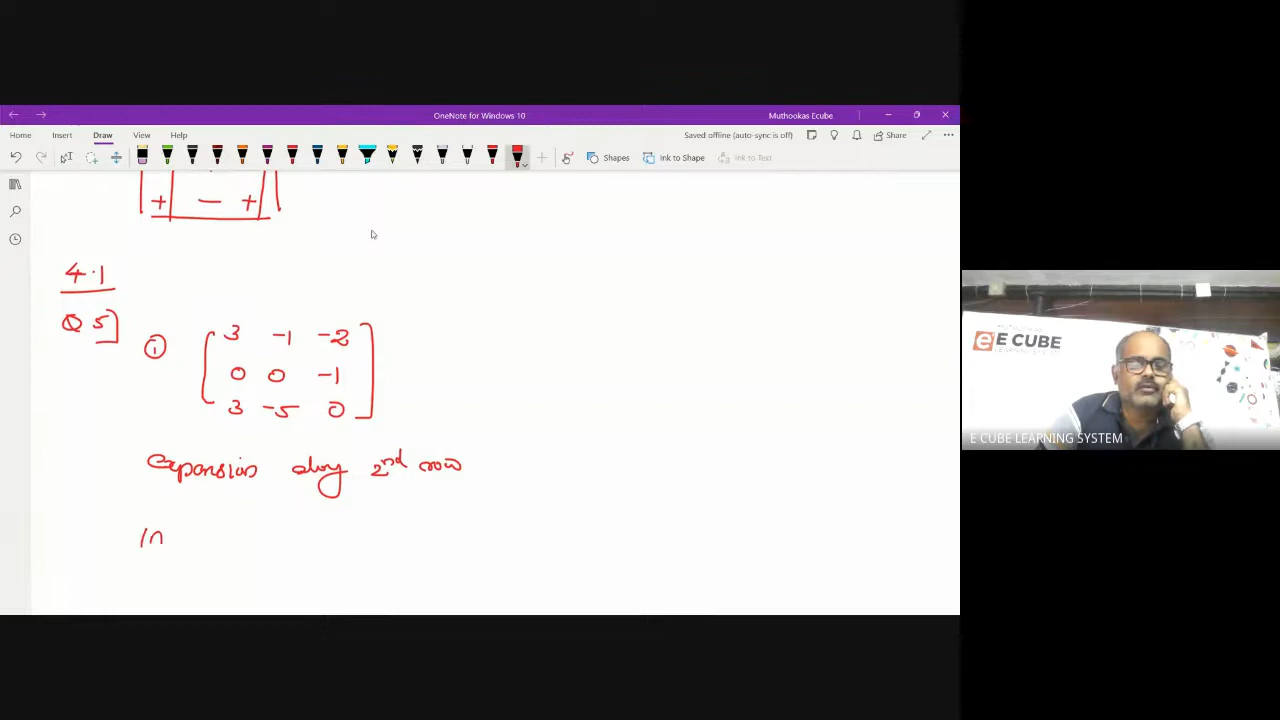 OneNote for Windows 10
Muthookas Ecube
Home Insert Draw View Help
Saved offline (auto-sync is off)
Share
Shapes
Ink to Shape
Ink to Text
+ − +
4.1
Q 5]
① 3 -1 -2
0 0 -1
3 -5 0
expansion along 2nd row
E CUBE
LEARNING SYSTEM
E CUBE LEARNING SYSTEM